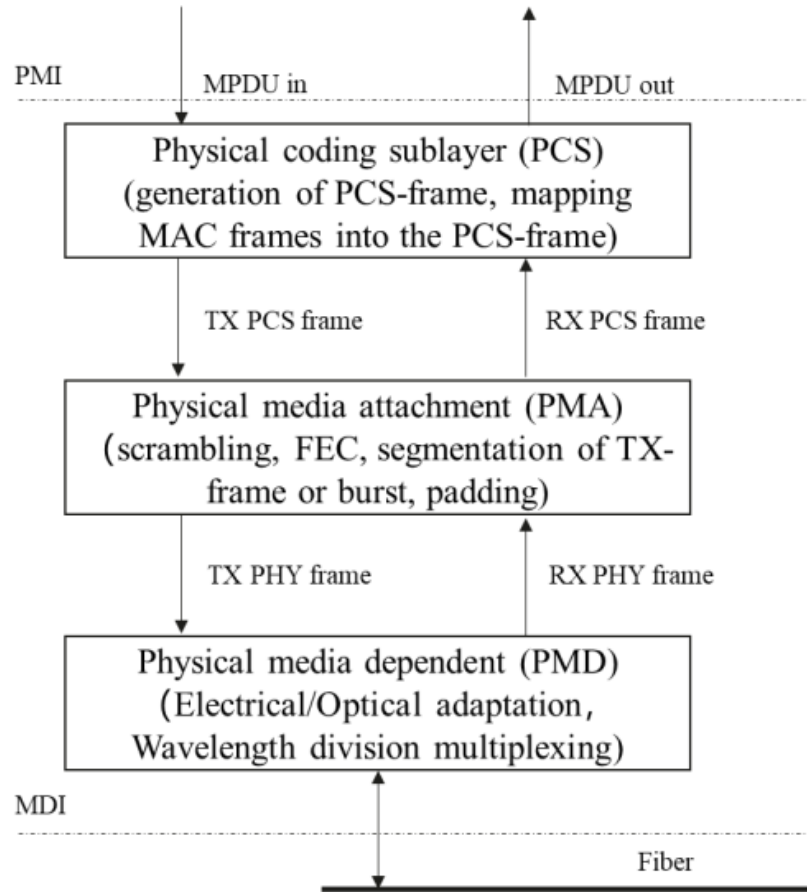 PMI
MPDU in
MPDU out
Physical coding sublayer (PCS)
(generation of PCS-frame, mapping
MAC frames into the PCS-frame)
TX PCS frame
RX PCS frame
Physical media attachment (PMA)
(scrambling, FEC, segmentation of TX-
frame or burst, padding)
TX PHY frame
RX PHY frame
Physical media dependent (PMD)
(Electrical/Optical adaptation,
Wavelength division multiplexing)
MDI
Fiber